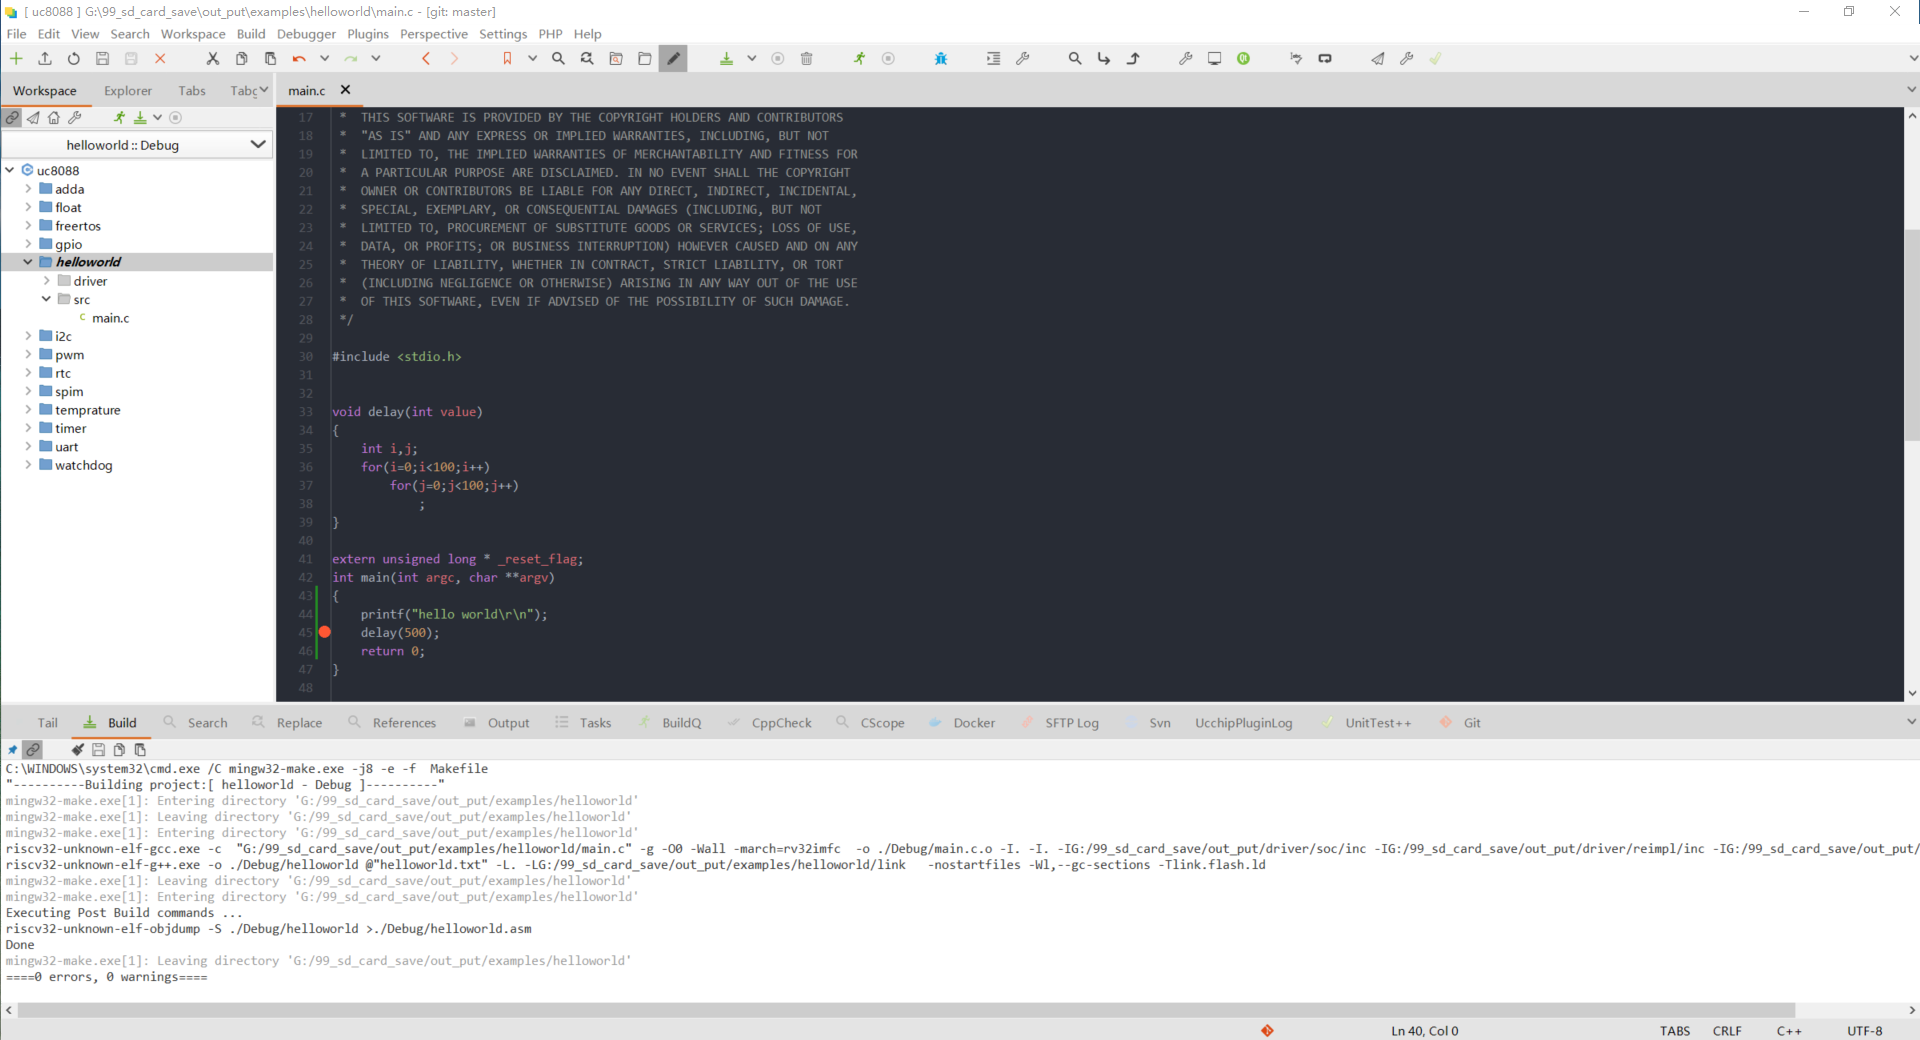 [ uc8088 ] G:\99_sd_card_save\out_put\examples\helloworld\main.c - [git: master]
File Edit View Search Workspace Build Debugger Plugins Perspective Settings PHP Help
Workspace Explorer Tabs Tabg
main.c
helloworld :: Debug
uc8088
adda
float
freertos
gpio
helloworld
driver
src
main.c
i2c
pwm
rtc
spim
temprature
timer
uart
watchdog
17 * THIS SOFTWARE IS PROVIDED BY THE COPYRIGHT HOLDERS AND CONTRIBUTORS
18 * "AS IS" AND ANY EXPRESS OR IMPLIED WARRANTIES, INCLUDING, BUT NOT
19 * LIMITED TO, THE IMPLIED WARRANTIES OF MERCHANTABILITY AND FITNESS FOR
20 * A PARTICULAR PURPOSE ARE DISCLAIMED. IN NO EVENT SHALL THE COPYRIGHT
21 * OWNER OR CONTRIBUTORS BE LIABLE FOR ANY DIRECT, INDIRECT, INCIDENTAL,
22 * SPECIAL, EXEMPLARY, OR CONSEQUENTIAL DAMAGES (INCLUDING, BUT NOT
23 * LIMITED TO, PROCUREMENT OF SUBSTITUTE GOODS OR SERVICES; LOSS OF USE,
24 * DATA, OR PROFITS; OR BUSINESS INTERRUPTION) HOWEVER CAUSED AND ON ANY
25 * THEORY OF LIABILITY, WHETHER IN CONTRACT, STRICT LIABILITY, OR TORT
26 * (INCLUDING NEGLIGENCE OR OTHERWISE) ARISING IN ANY WAY OUT OF THE USE
27 * OF THIS SOFTWARE, EVEN IF ADVISED OF THE POSSIBILITY OF SUCH DAMAGE.
28 */
29
30 #include <stdio.h>
31
32
33 void delay(int value)
34 {
35 int i,j;
36 for(i=0;i<100;i++)
37 for(j=0;j<100;j++)
38 ;
39 }
40
41 extern unsigned long * _reset_flag;
42 int main(int argc, char **argv)
43 {
44 printf("hello world\r\n");
45 delay(500);
46 return 0;
47 }
48
Tail Build Search Replace References Output Tasks BuildQ CppCheck CScope Docker SFTP Log Svn UcchipPluginLog UnitTest++ Git
C:\WINDOWS\system32\cmd.exe /C mingw32-make.exe -j8 -e -f Makefile
"----------Building project:[ helloworld - Debug ]----------"
mingw32-make.exe[1]: Entering directory 'G:/99_sd_card_save/out_put/examples/helloworld'
mingw32-make.exe[1]: Leaving directory 'G:/99_sd_card_save/out_put/examples/helloworld'
mingw32-make.exe[1]: Entering directory 'G:/99_sd_card_save/out_put/examples/helloworld'
riscv32-unknown-elf-gcc.exe -c "G:/99_sd_card_save/out_put/examples/helloworld/main.c" -g -O0 -Wall -march=rv32imfc -o ./Debug/main.c.o -I. -I. -IG:/99_sd_card_save/out_put/driver/soc/inc -IG:/99_sd_card_save/out_put/driver/reimpl/inc -IG:/99_sd_card_save/out_put/
riscv32-unknown-elf-g++.exe -o ./Debug/helloworld @"helloworld.txt" -L. -LG:/99_sd_card_save/out_put/examples/helloworld/link -nostartfiles -Wl,--gc-sections -Tlink.flash.ld
mingw32-make.exe[1]: Leaving directory 'G:/99_sd_card_save/out_put/examples/helloworld'
mingw32-make.exe[1]: Entering directory 'G:/99_sd_card_save/out_put/examples/helloworld'
Executing Post Build commands ...
riscv32-unknown-elf-objdump -S ./Debug/helloworld >./Debug/helloworld.asm
Done
mingw32-make.exe[1]: Leaving directory 'G:/99_sd_card_save/out_put/examples/helloworld'
====0 errors, 0 warnings====
Ln 40, Col 0 TABS CRLF C++ UTF-8